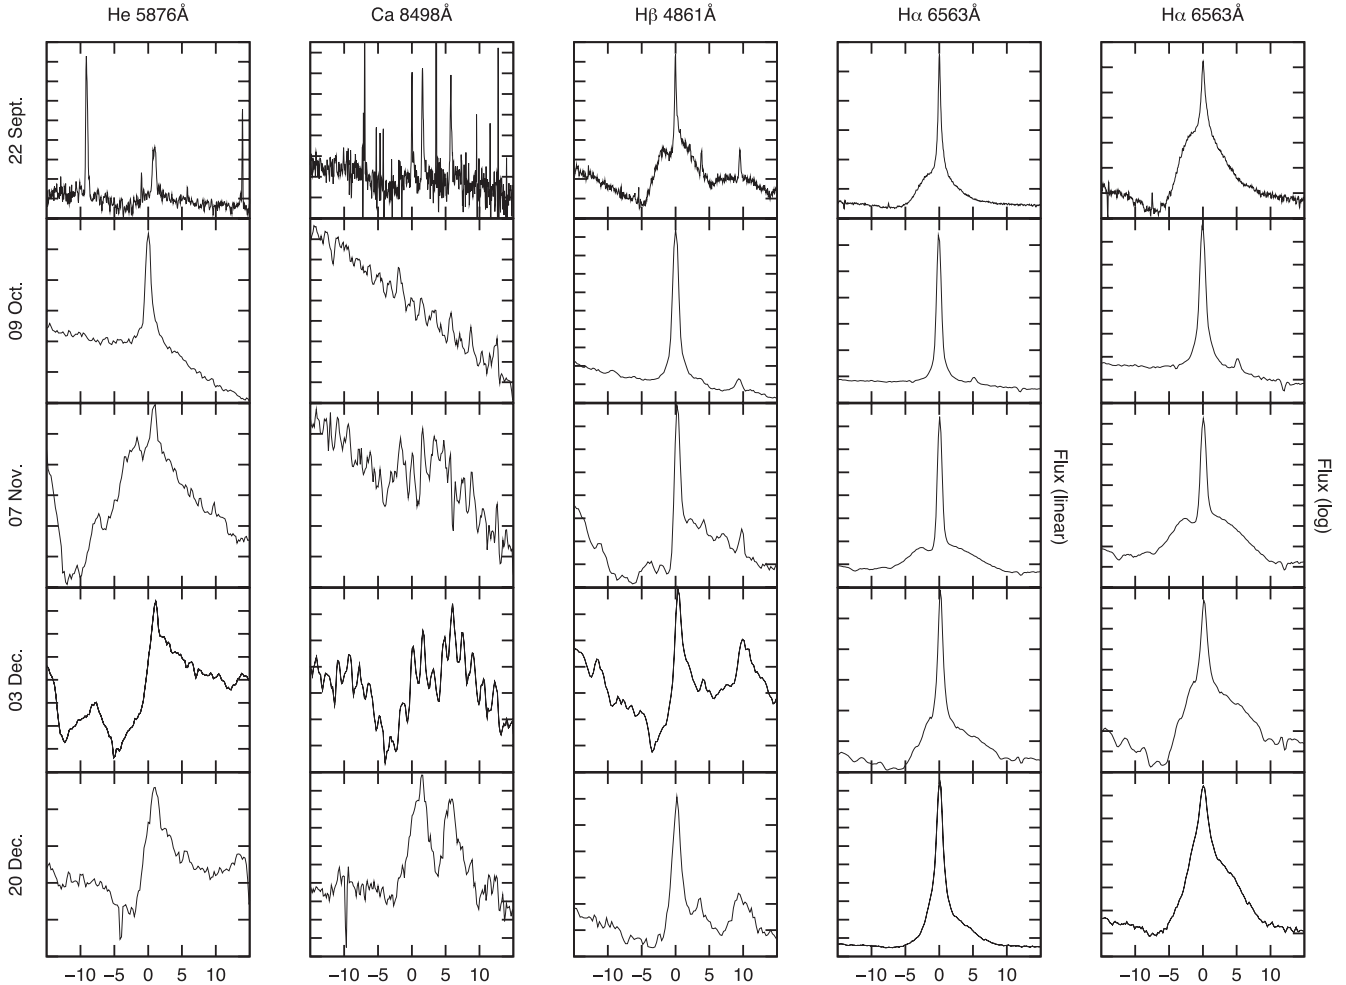 He 5876Å Ca 8498Å Hβ 4861Å Hα 6563Å Hα 6563Å
22 Sept.
09 Oct.
07 Nov.
Flux (linear)
Flux (log)
03 Dec.
20 Dec.
−10 −5 0 5 10 −10 −5 0 5 10 −10 −5 0 5 10 −10 −5 0 5 10 −10 −5 0 5 10